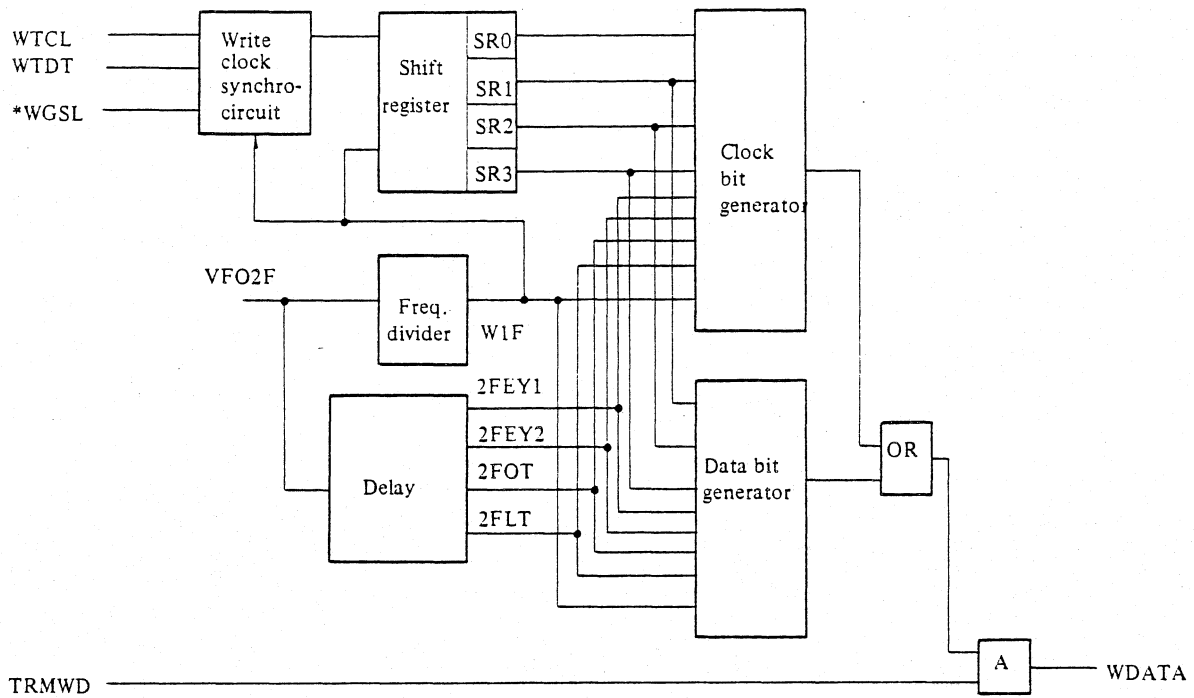 WTCL
WTDT
*WGSL
Write
clock
synchro-
circuit
Shift
register
SR0
SR1
SR2
SR3
Clock
bit
generator
VFO2F
Freq.
divider
W1F
2FEY1
2FEY2
2FOT
2FLT
Delay
Data bit
generator
OR
A
TRMWD
WDATA